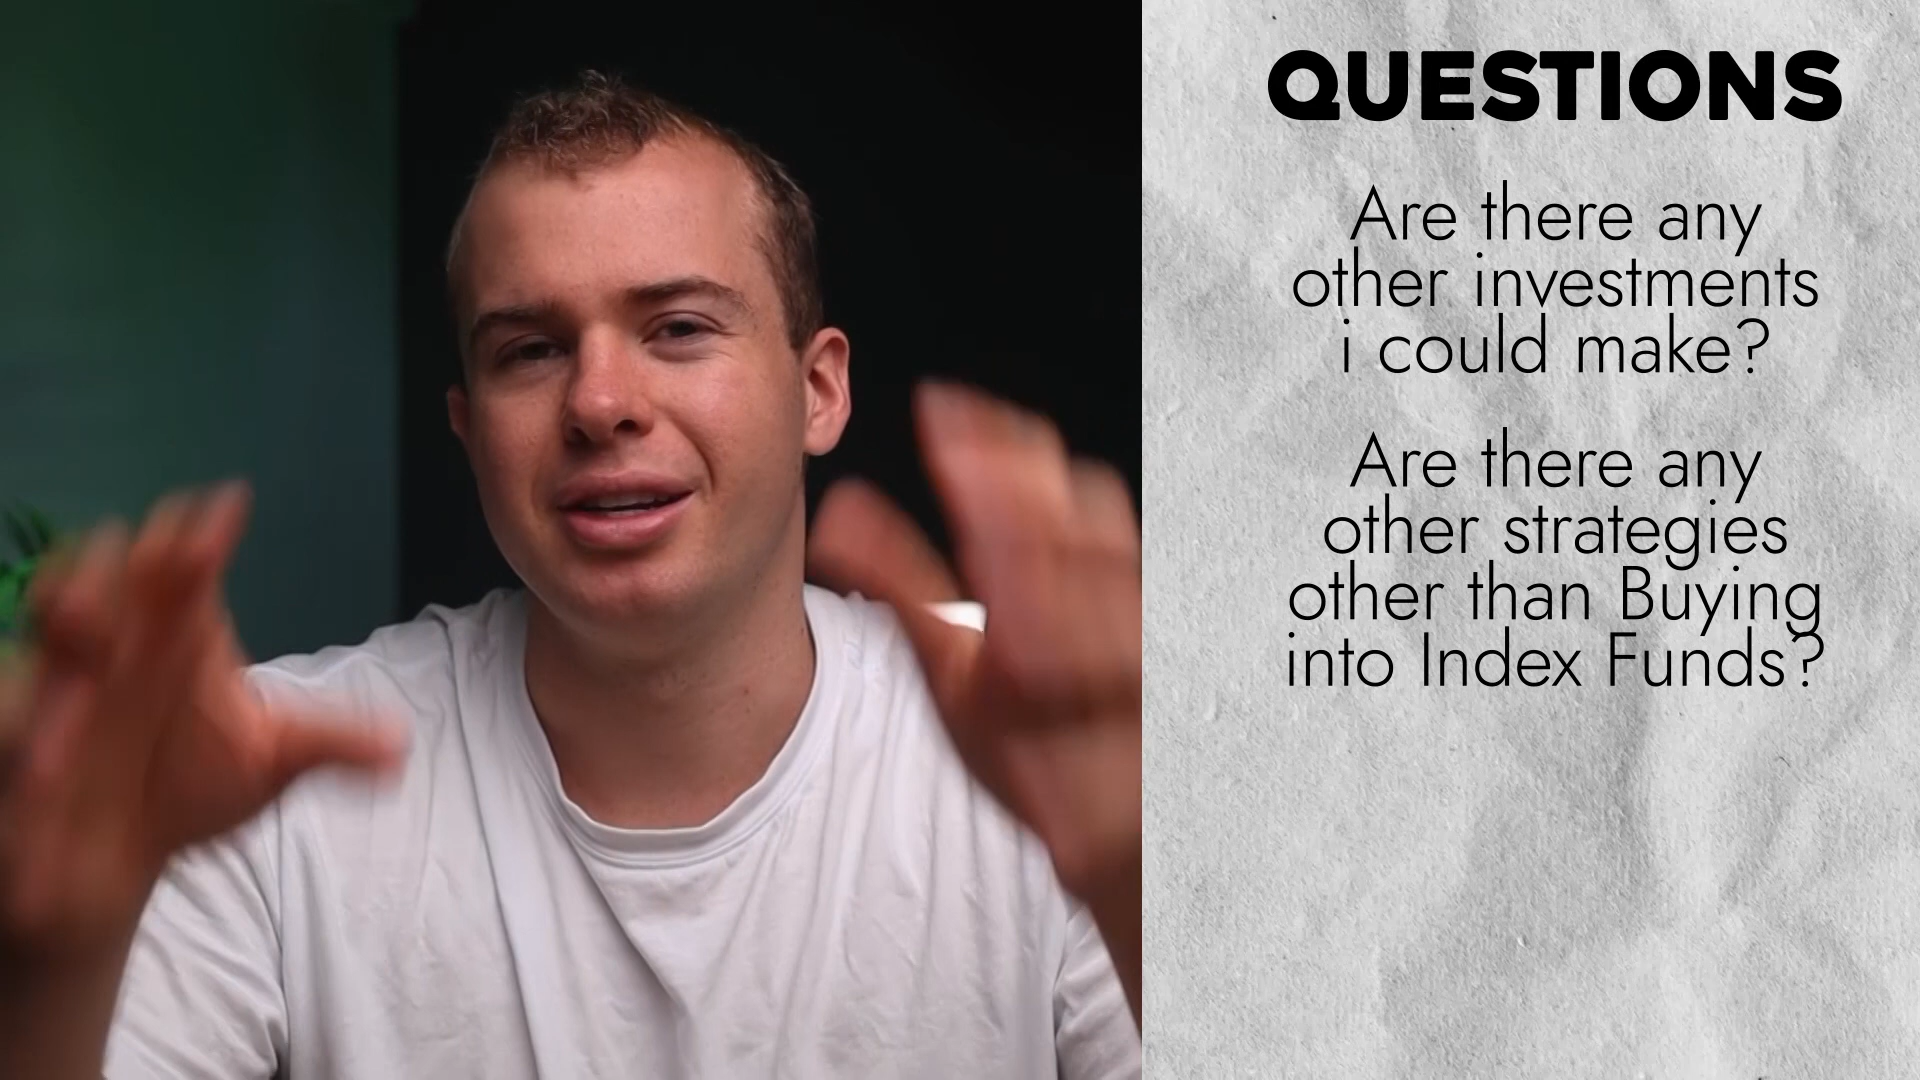 QUESTIONS
Are there any
other investments
i could make?
Are there any
other strategies
other than Buying
into Index Funds?